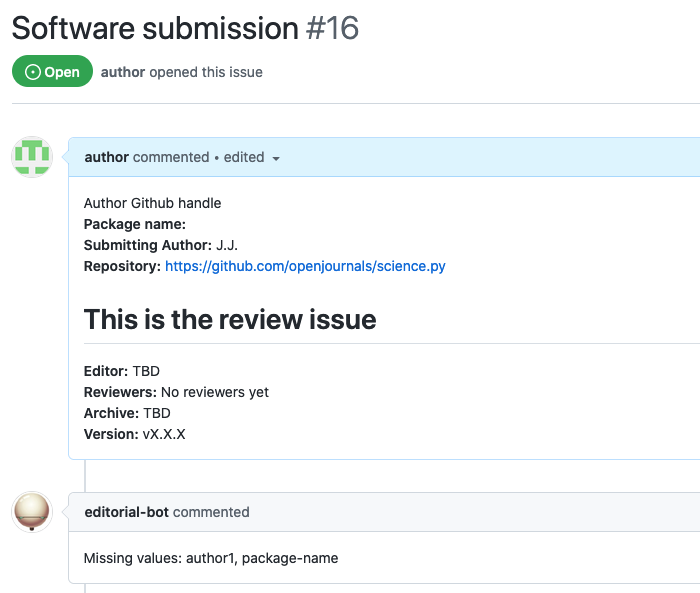 Software submission #16
Open author opened this issue
author commented • edited
Author Github handle
Package name:
Submitting Author: J.J.
Repository: https://github.com/openjournals/science.py
This is the review issue
Editor: TBD
Reviewers: No reviewers yet
Archive: TBD
Version: vX.X.X
editorial-bot commented
Missing values: author1, package-name